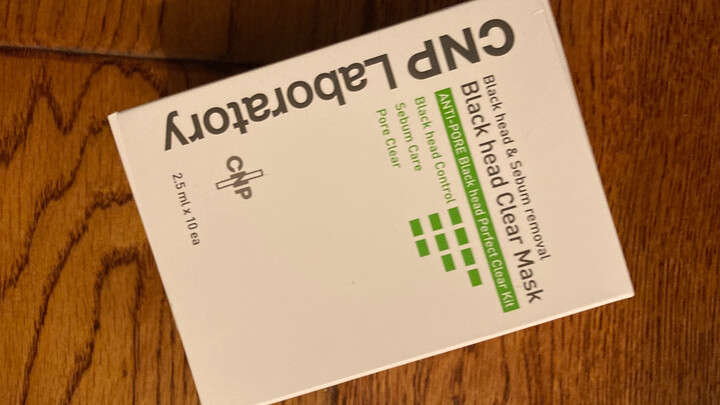 CNP Laboratory
Black head & Sebum removal
Black head Clear Mask
ANTI-PORE Black head Perfect Clear Kit
Black head Control
Sebum Care
Pore Clear
CNP
2.5 ml x 10 ea